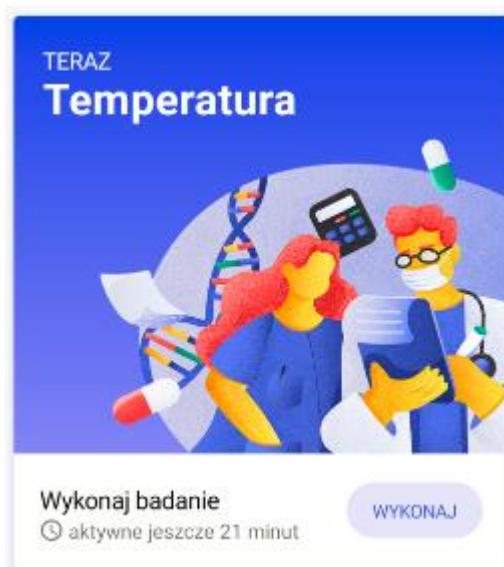 TERAZ
Temperatura
Wykonaj badanie
aktywne jeszcze 21 minut
WYKONAJ